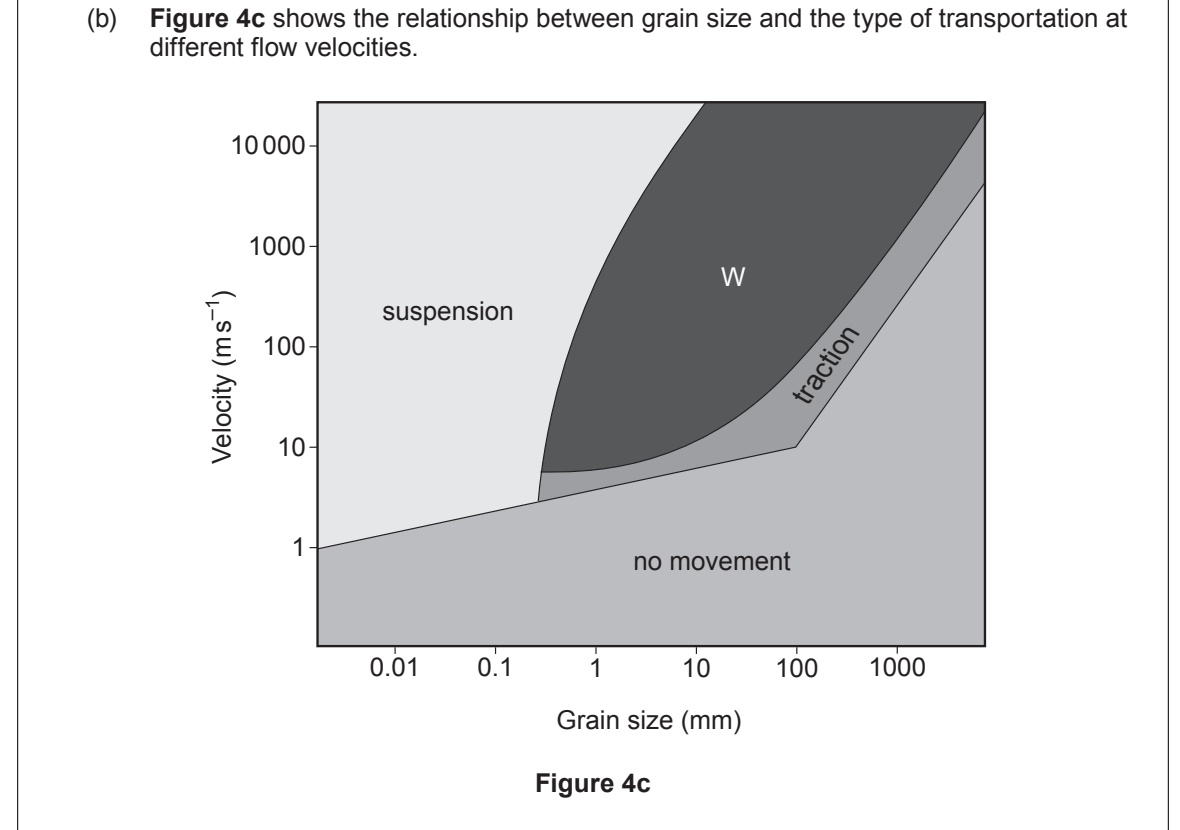 (b) Figure 4c shows the relationship between grain size and the type of transportation at
different flow velocities.
10 000
1000
100
10
1
Velocity (m s⁻¹)
suspension
W
traction
no movement
0.01 0.1 1 10 100 1000
Grain size (mm)
Figure 4c